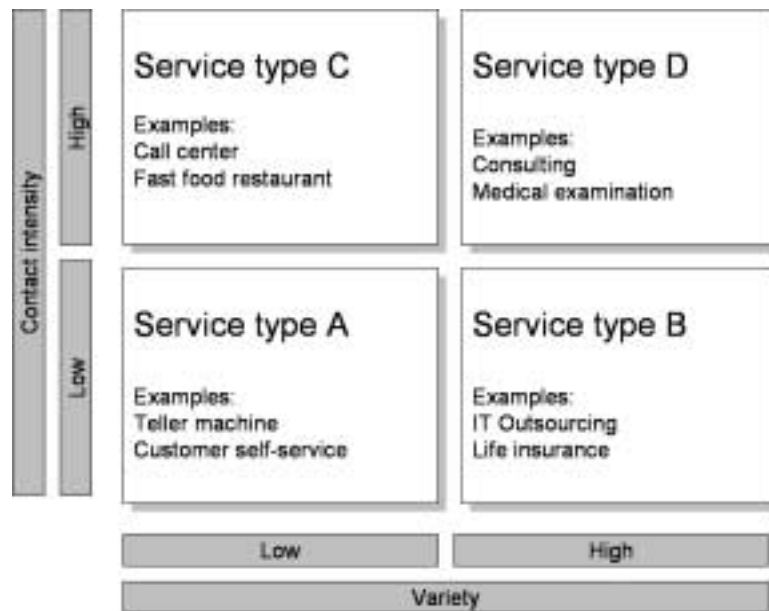 Contact intensity
High
Service type C
Examples:
Call center
Fast food restaurant
Service type D
Examples:
Consulting
Medical examination
Low
Service type A
Examples:
Teller machine
Customer self-service
Service type B
Examples:
IT Outsourcing
Life insurance
Low
High
Variety